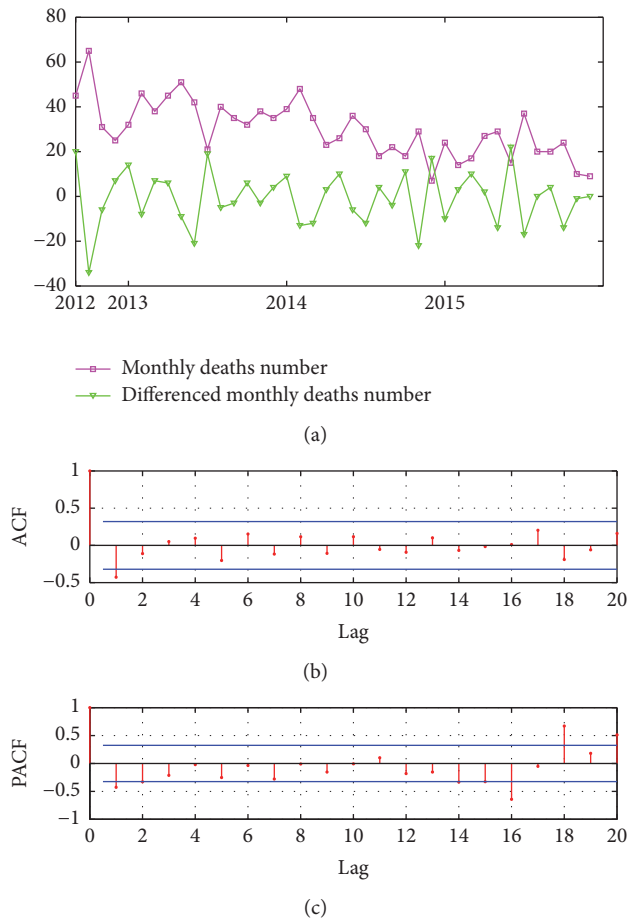 80
60
40
20
0
−20
−40
2012 2013 2014 2015
Monthly deaths number
Differenced monthly deaths number
(a)
1
0.5
0
−0.5
ACF
0 2 4 6 8 10 12 14 16 18 20
Lag
(b)
1
0.5
0
−0.5
−1
PACF
0 2 4 6 8 10 12 14 16 18 20
Lag
(c)